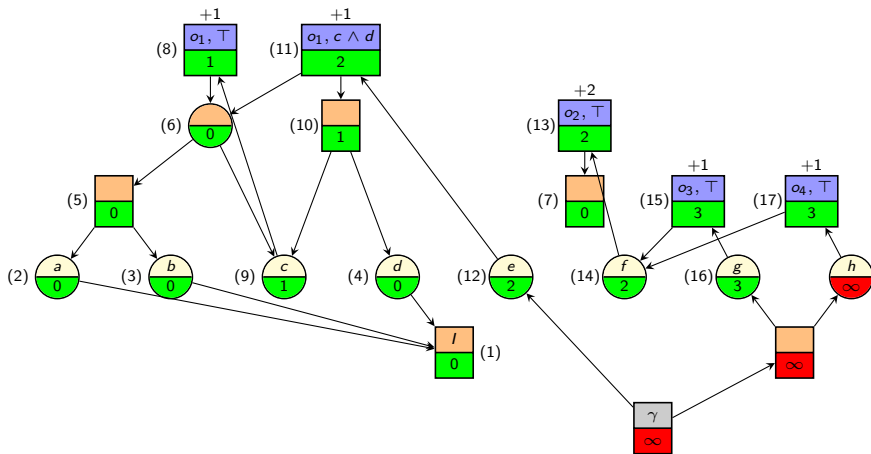 +1
+1
(8)
o₁, ⊤
(11)
o₁, c ∧ d
1
2
+2
(6)
0
(10)
1
(13)
o₂, ⊤
2
+1
+1
(5)
0
(7)
0
(15)
o₃, ⊤
3
(17)
o₄, ⊤
3
(2)
a
0
(3)
b
0
(9)
c
1
(4)
d
0
(12)
e
2
(14)
f
2
(16)
g
3
h
∞
I
0
(1)
∞
γ
∞